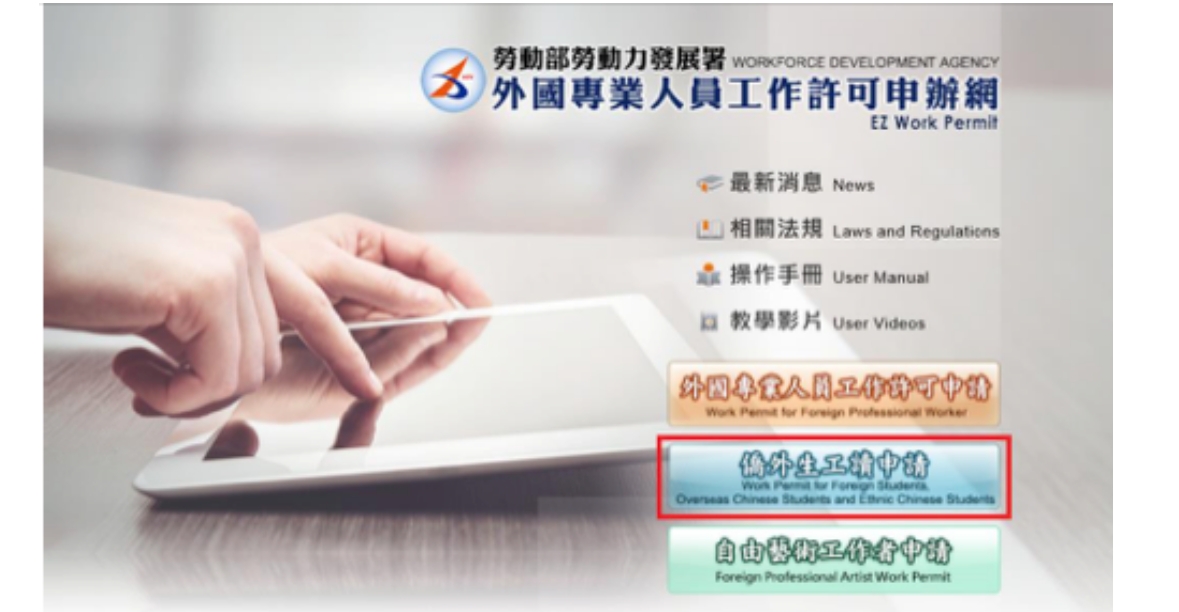 勞動部勞動力發展署 WORKFORCE DEVELOPMENT AGENCY
外國專業人員工作許可申辦網
EZ Work Permit
最新消息 News
相關法規 Laws and Regulations
操作手冊 User Manual
教學影片 User Videos
外國專業人員工作許可申請
Work Permit for Foreign Professional Worker
僑外生工讀申請
Work Permit for Foreign Students,
Overseas Chinese Students and Ethnic Chinese Students
自由藝術工作者申請
Foreign Professional Artist Work Permit